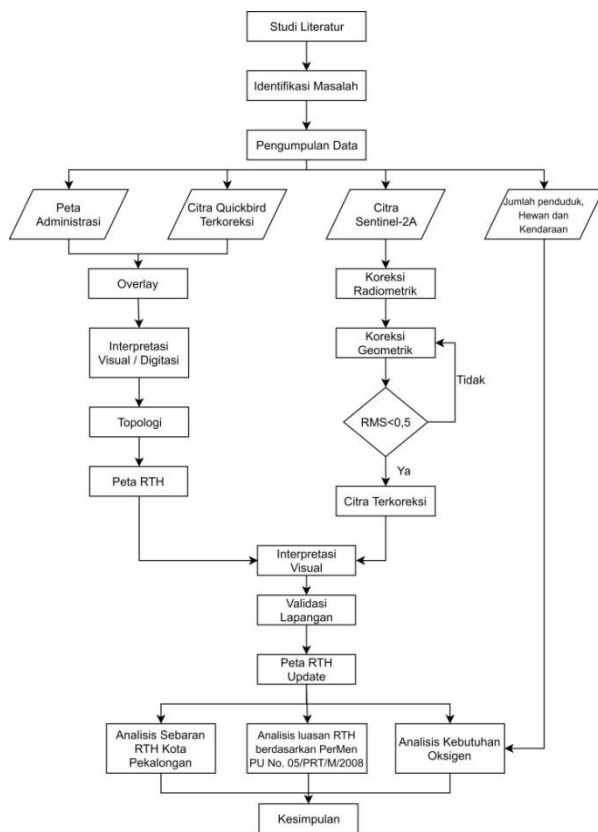 Studi Literatur
Identifikasi Masalah
Pengumpulan Data
Peta
Administrasi
Citra Quickbird
Terkoreksi
Citra
Sentinel-2A
Jumlah penduduk,
Hewan dan
Kendaraan
Overlay
Koreksi
Radiometrik
Interpretasi
Visual / Digitasi
Koreksi
Geometrik
Tidak
Topologi
RMS<0,5
Ya
Peta RTH
Citra Terkoreksi
Interpretasi
Visual
Validasi
Lapangan
Peta RTH
Update
Analisis Sebaran
RTH Kota
Pekalongan
Analisis luasan RTH
berdasarkan PerMen
PU No. 05/PRT/M/2008
Analisis Kebutuhan
Oksigen
Kesimpulan